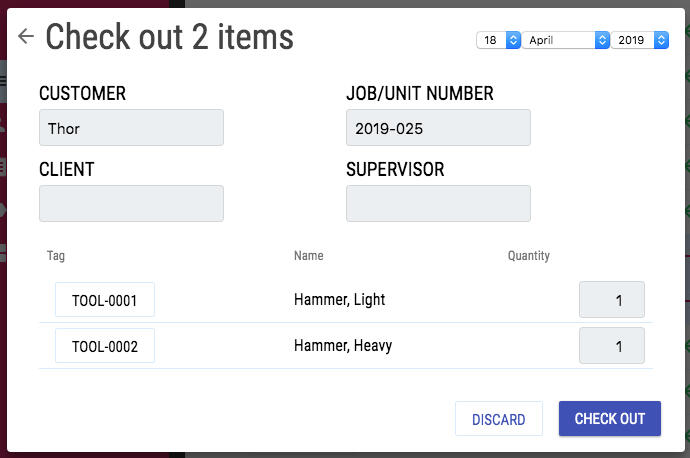 Check out 2 items
18 April 2019
CUSTOMER JOB/UNIT NUMBER
Thor 2019-025
CLIENT SUPERVISOR
Tag Name Quantity
TOOL-0001 Hammer, Light 1
TOOL-0002 Hammer, Heavy 1
DISCARD CHECK OUT